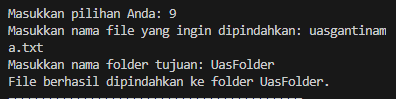 Masukkan pilihan Anda: 9
Masukkan nama file yang ingin dipindahkan: uasgantinam
a.txt
Masukkan nama folder tujuan: UasFolder
File berhasil dipindahkan ke folder UasFolder.
------------------------------------------